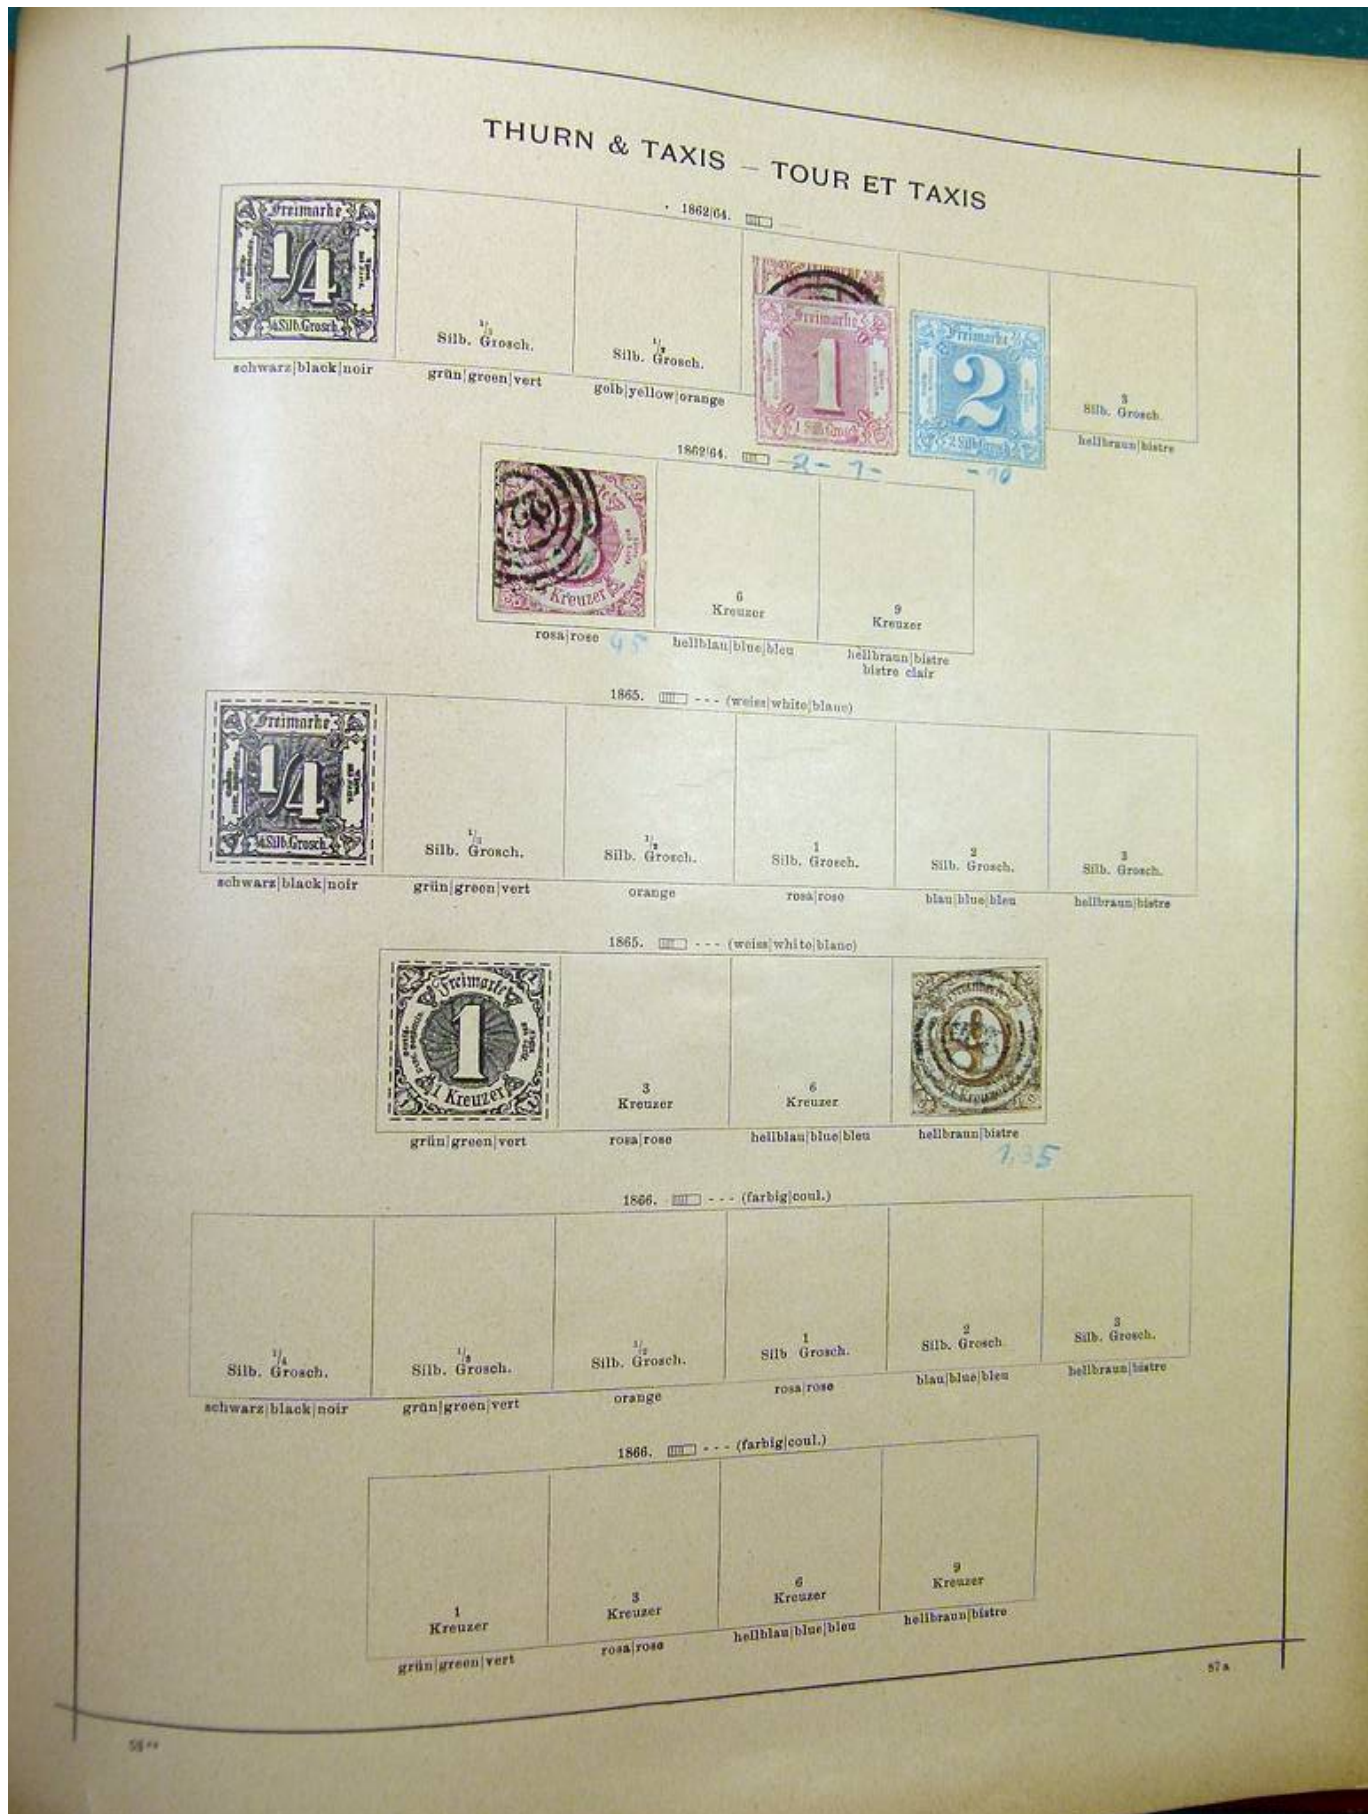 THURN & TAXIS — TOUR ET TAXIS
1862/64.
Freimarke
1/4
1/4 Silb. Grosch.
schwarz|black|noir
1/3
Silb. Grosch.
grün|green|vert
1/2
Silb. Grosch.
gelb|yellow|orange
Freimarke
1
1 Silb. Grosch.
Freimarke
2
2 Silb. Grosch.
3
Silb. Grosch.
hellbraun|bistre
1862/64.
Kreuzer
rosa|rose
45
6
Kreuzer
hellblau|blue|bleu
9
Kreuzer
hellbraun|bistre
bistre clair
1865. --- (weiss|white|blanc)
Freimarke
1/4
1/4 Silb. Grosch.
schwarz|black|noir
1/3
Silb. Grosch.
grün|green|vert
1/2
Silb. Grosch.
orange
1
Silb. Grosch.
rosa|rose
2
Silb. Grosch.
blau|blue|bleu
3
Silb. Grosch.
hellbraun|bistre
1865. --- (weiss|white|blanc)
Freimarke
1
1 Kreuzer
grün|green|vert
3
Kreuzer
rosa|rose
6
Kreuzer
hellblau|blue|bleu
Freimarke
9
Kreuzer
hellbraun|bistre
1,35
1866. --- (farbig|coul.)
1/4
Silb. Grosch.
schwarz|black|noir
1/3
Silb. Grosch.
grün|green|vert
1/2
Silb. Grosch.
orange
1
Silb Grosch.
rosa|rose
2
Silb. Grosch
blau|blue|bleu
3
Silb. Grosch.
hellbraun|bistre
1866. --- (farbig|coul.)
1
Kreuzer
grün|green|vert
3
Kreuzer
rosa|rose
6
Kreuzer
hellblau|blue|bleu
9
Kreuzer
hellbraun|bistre
87a